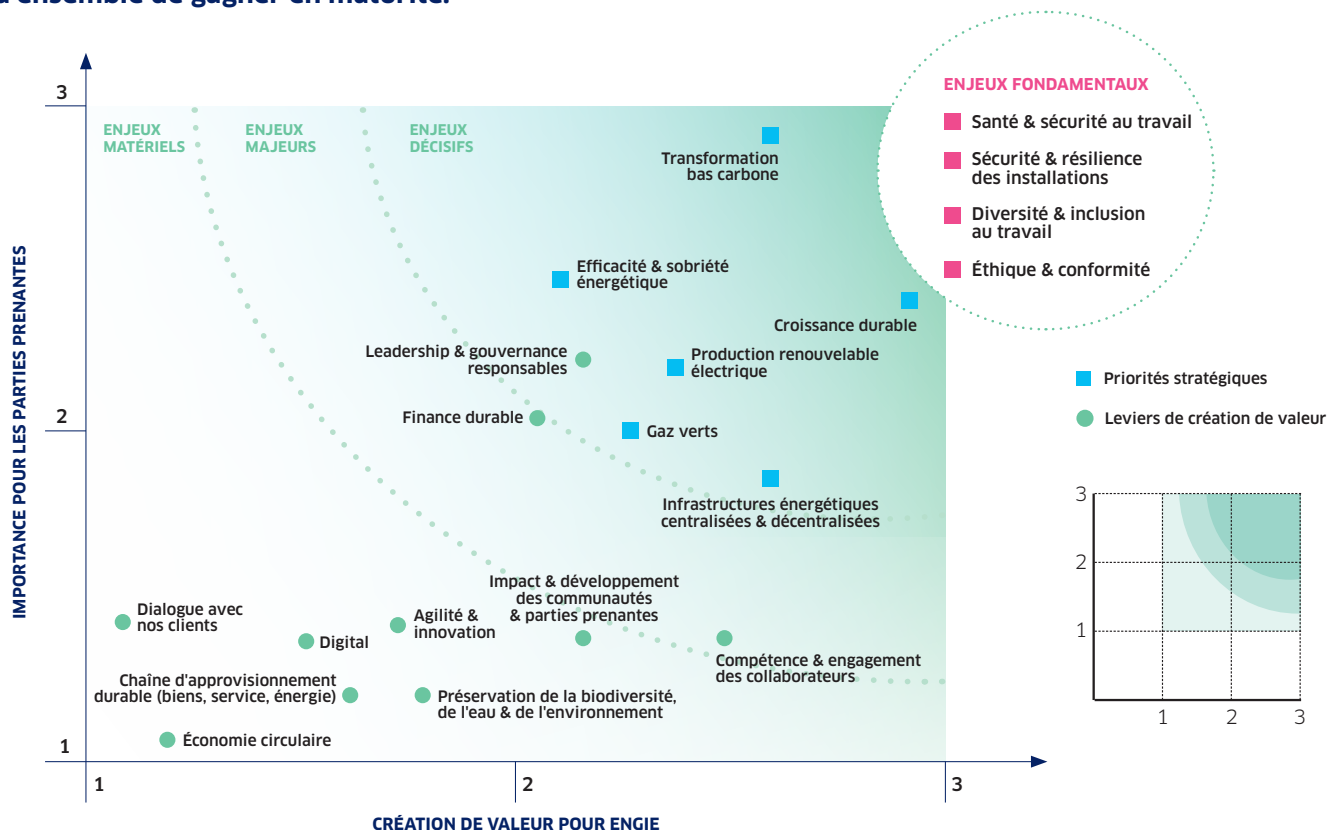 d'ensemble de gagner en maturité.
IMPORTANCE POUR LES PARTIES PRENANTES
3
2
1
ENJEUX
MATÉRIELS
ENJEUX
MAJEURS
ENJEUX
DÉCISIFS
Transformation
bas carbone
Efficacité & sobriété
énergétique
Croissance durable
Leadership & gouvernance
responsables
Production renouvelable
électrique
Finance durable
Gaz verts
Infrastructures énergétiques
centralisées & décentralisées
Impact & développement
des communautés
& parties prenantes
Dialogue avec
nos clients
Agilité &
innovation
Digital
Compétence & engagement
des collaborateurs
Chaîne d'approvisionnement
durable (biens, service, énergie)
Préservation de la biodiversité,
de l'eau & de l'environnement
Économie circulaire
1
2
3
CRÉATION DE VALEUR POUR ENGIE
ENJEUX FONDAMENTAUX
Santé & sécurité au travail
Sécurité & résilience
des installations
Diversité & inclusion
au travail
Éthique & conformité
Priorités stratégiques
Leviers de création de valeur
3
2
1
1
2
3